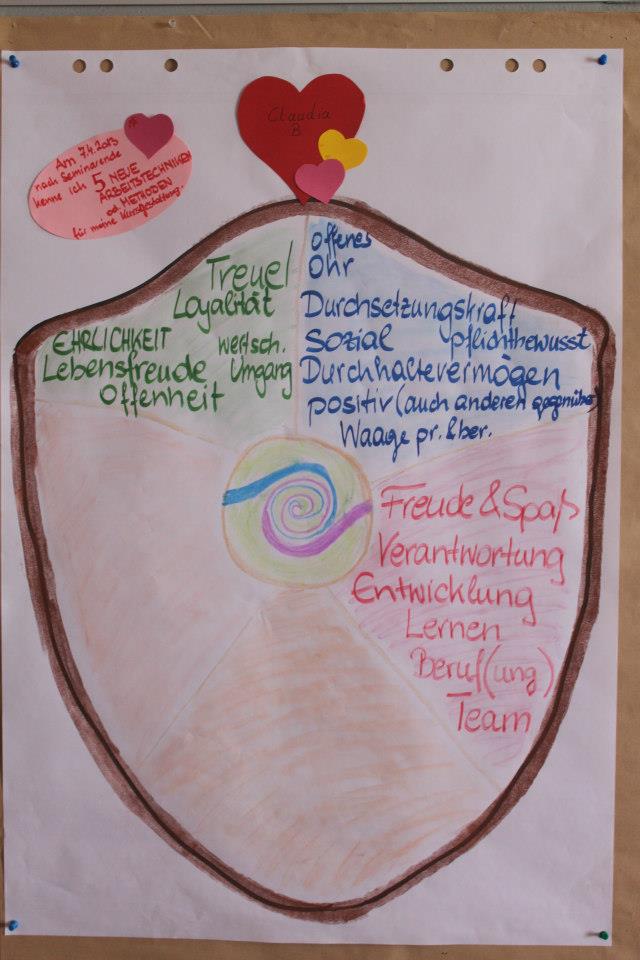 Claudia
B
Am 7.4.2013
nach Seminarende
kenne ich 5 NEUE
ARBEITSTECHNIKEN
od. METHODEN
für meine Kursgestaltung.
Treue
Loyalität
EHRLICHKEIT wertsch.
Lebensfreude Umgang
Offenheit
Offenes
Ohr
Durchsetzungskraft
Sozial pflichtbewusst
Durchhaltevermögen
positiv (auch anderen gegenüber)
Waage pr. & ber.
Freude & Spaß
Verantwortung
Entwicklung
Lernen
Beruf(ung)
Team